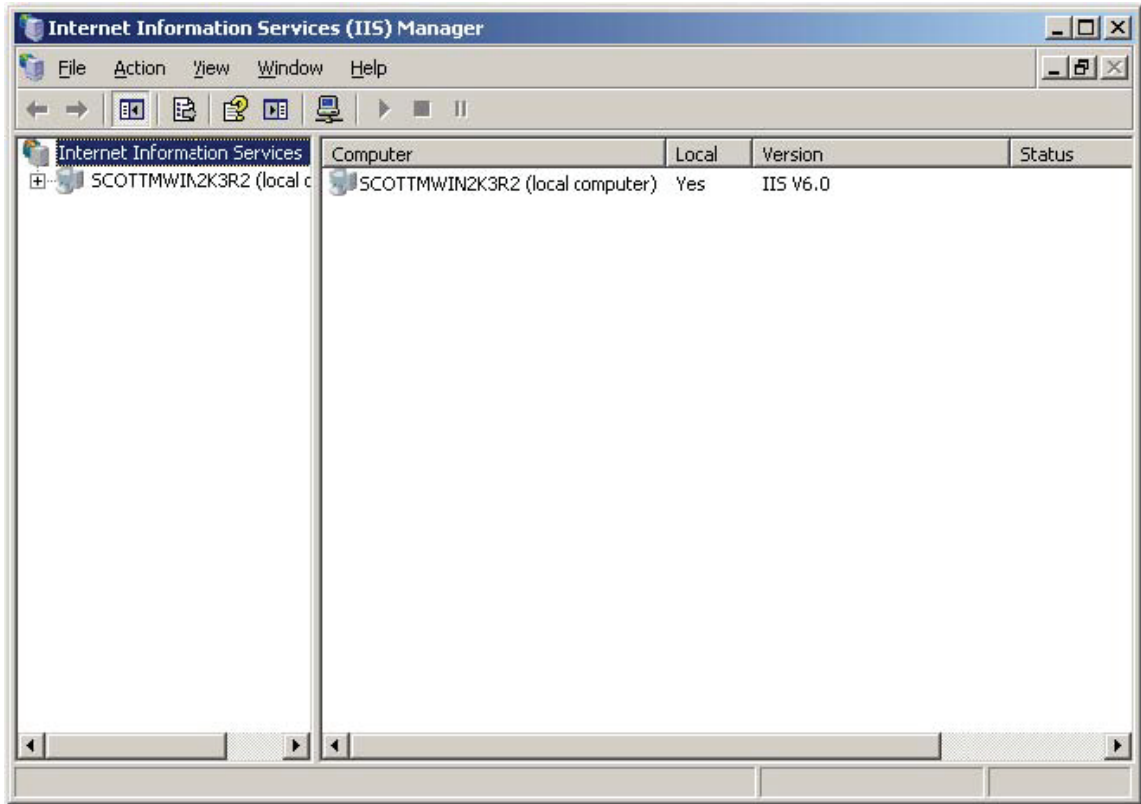 Internet Information Services (IIS) Manager
File Action View Window Help
Internet Information Services
SCOTTMWIN2K3R2 (local c
Computer Local Version Status
SCOTTMWIN2K3R2 (local computer) Yes IIS V6.0